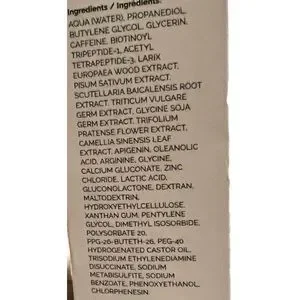 Ingredients / Ingrédients:
AQUA (WATER), PROPANEDIOL,
BUTYLENE GLYCOL, GLYCERIN,
CAFFEINE, BIOTINOYL
TRIPEPTIDE-1, ACETYL
TETRAPEPTIDE-3, LARIX
EUROPAEA WOOD EXTRACT,
PISUM SATIVUM EXTRACT,
SCUTELLARIA BAICALENSIS ROOT
EXTRACT, TRITICUM VULGARE
GERM EXTRACT, GLYCINE SOJA
GERM EXTRACT, TRIFOLIUM
PRATENSE FLOWER EXTRACT,
CAMELLIA SINENSIS LEAF
EXTRACT, APIGENIN, OLEANOLIC
ACID, ARGININE, GLYCINE,
CALCIUM GLUCONATE, ZINC
CHLORIDE, LACTIC ACID,
GLUCONOLACTONE, DEXTRAN,
MALTODEXTRIN,
HYDROXYETHYLCELLULOSE,
XANTHAN GUM, PENTYLENE
GLYCOL, DIMETHYL ISOSORBIDE,
POLYSORBATE 20,
PPG-26-BUTETH-26, PEG-40
HYDROGENATED CASTOR OIL,
TRISODIUM ETHYLENEDIAMINE
DISUCCINATE, SODIUM
METABISULFITE, SODIUM
BENZOATE, PHENOXYETHANOL,
CHLORPHENESIN.